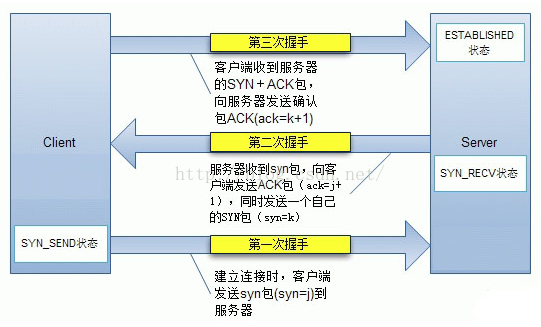 第三次握手
ESTABLISHED
状态
客户端收到服务器
的SYN＋ACK包，
向服务器发送确认
包ACK(ack=k+1)
Client
第二次握手
Server
服务器收到syn包，向客
户端发送ACK包（ack=j+
1），同时发送一个自己
的SYN包（syn=k）
SYN_RECV状态
SYN_SEND状态
第一次握手
建立连接时，客户端
发送syn包(syn=j)到
服务器